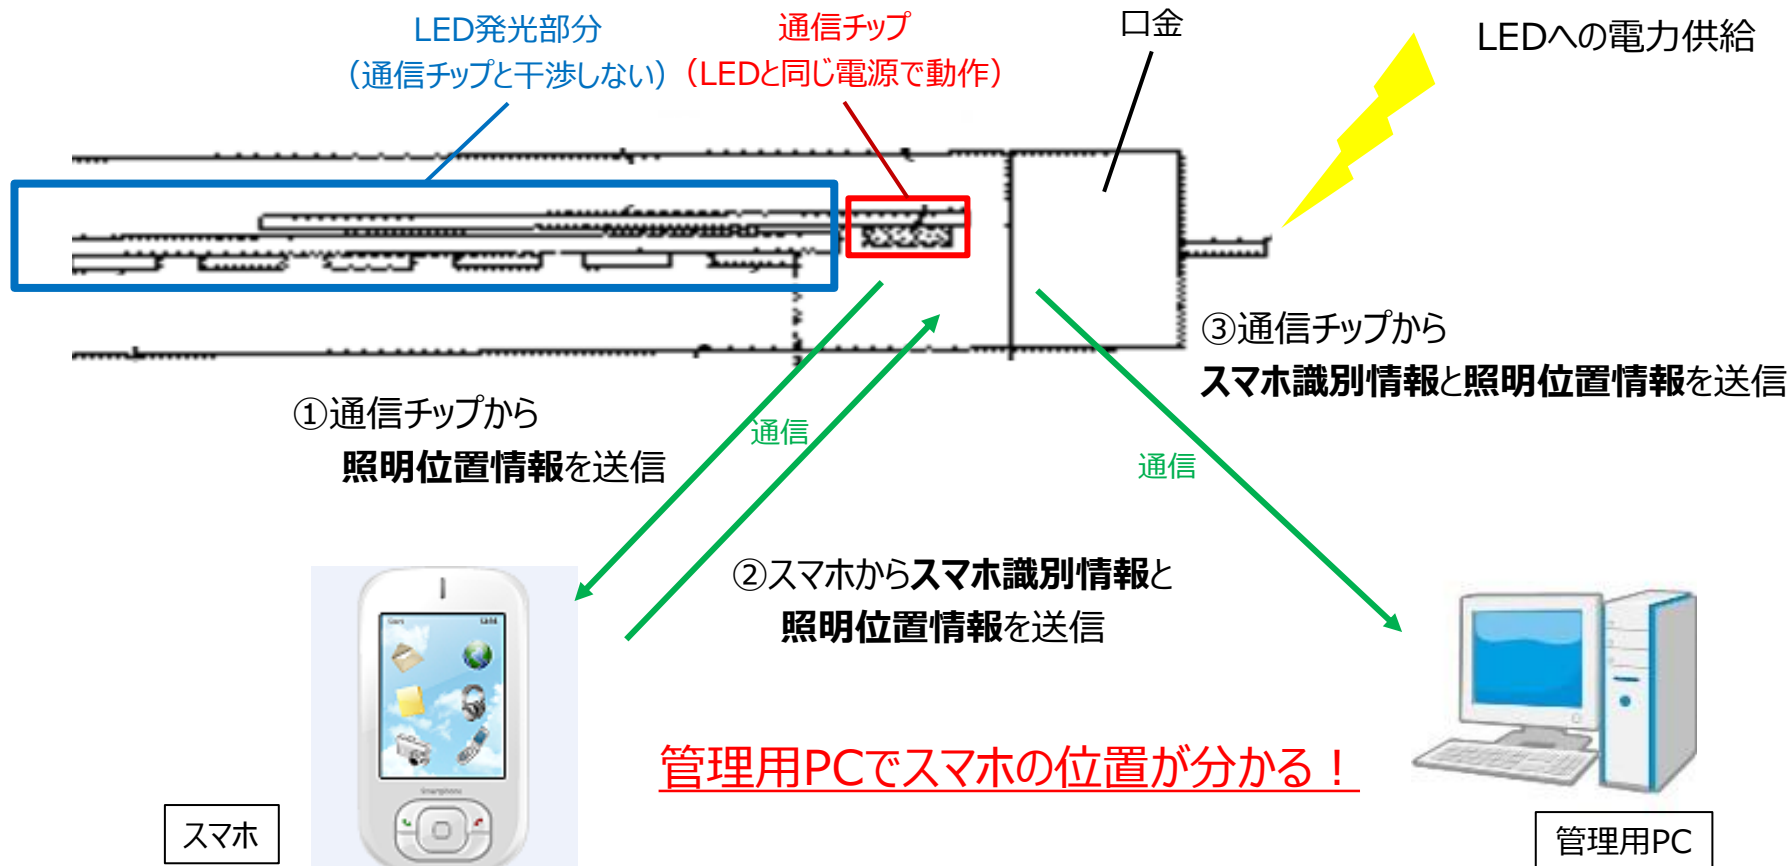 LED発光部分
（通信チップと干渉しない）
通信チップ
（LEDと同じ電源で動作）
口金
LEDへの電力供給
①通信チップから
照明位置情報を送信
通信
通信
③通信チップから
スマホ識別情報と照明位置情報を送信
②スマホからスマホ識別情報と
照明位置情報を送信
管理用PCでスマホの位置が分かる！
スマホ
管理用PC